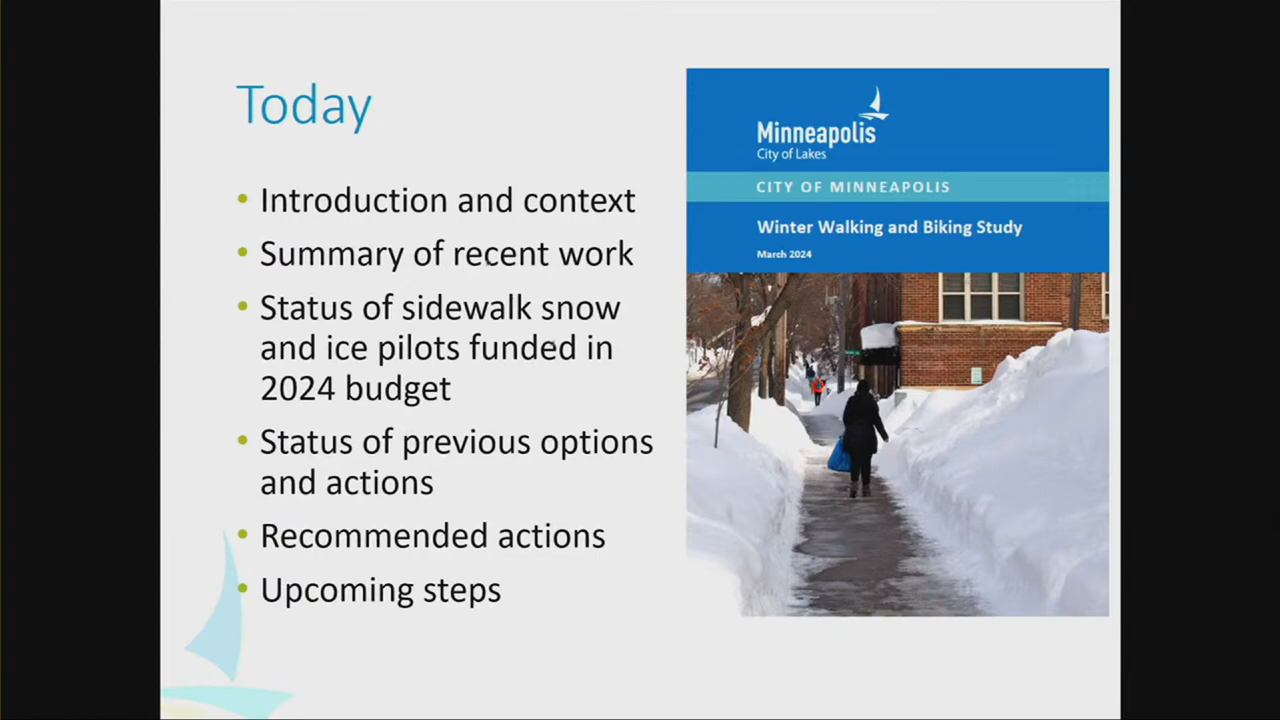 Today
• Introduction and context
• Summary of recent work
• Status of sidewalk snow
and ice pilots funded in
2024 budget
• Status of previous options
and actions
• Recommended actions
• Upcoming steps
Minneapolis
City of Lakes
CITY OF MINNEAPOLIS
Winter Walking and Biking Study
March 2024